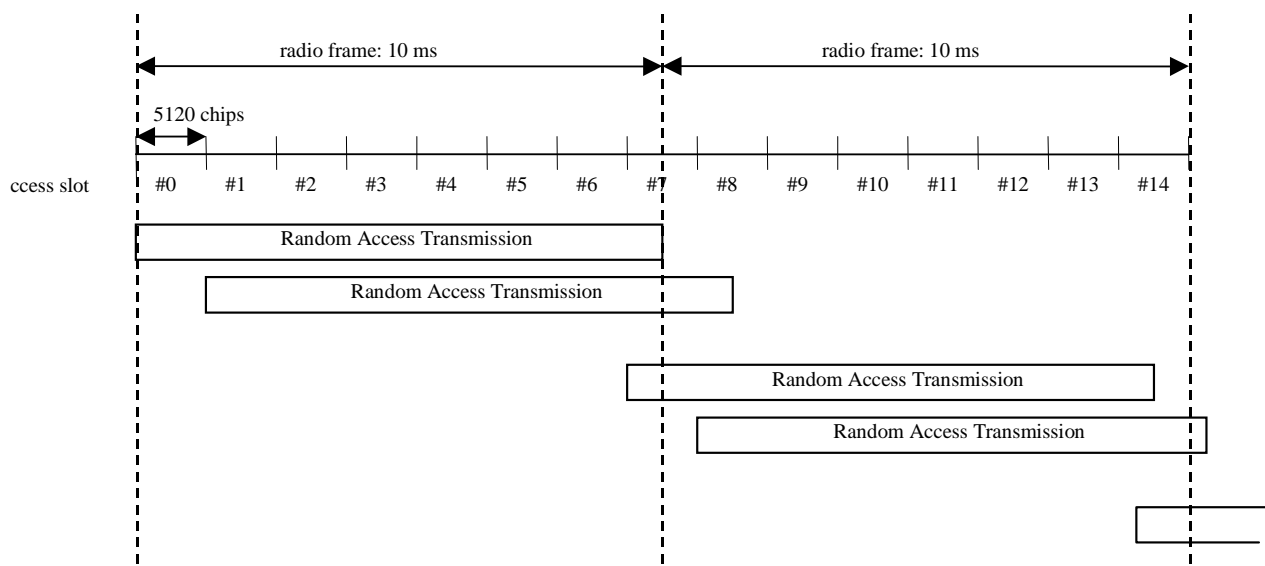 radio frame: 10 ms radio frame: 10 ms
5120 chips
ccess slot #0 #1 #2 #3 #4 #5 #6 #7 #8 #9 #10 #11 #12 #13 #14
Random Access Transmission
Random Access Transmission
Random Access Transmission
Random Access Transmission